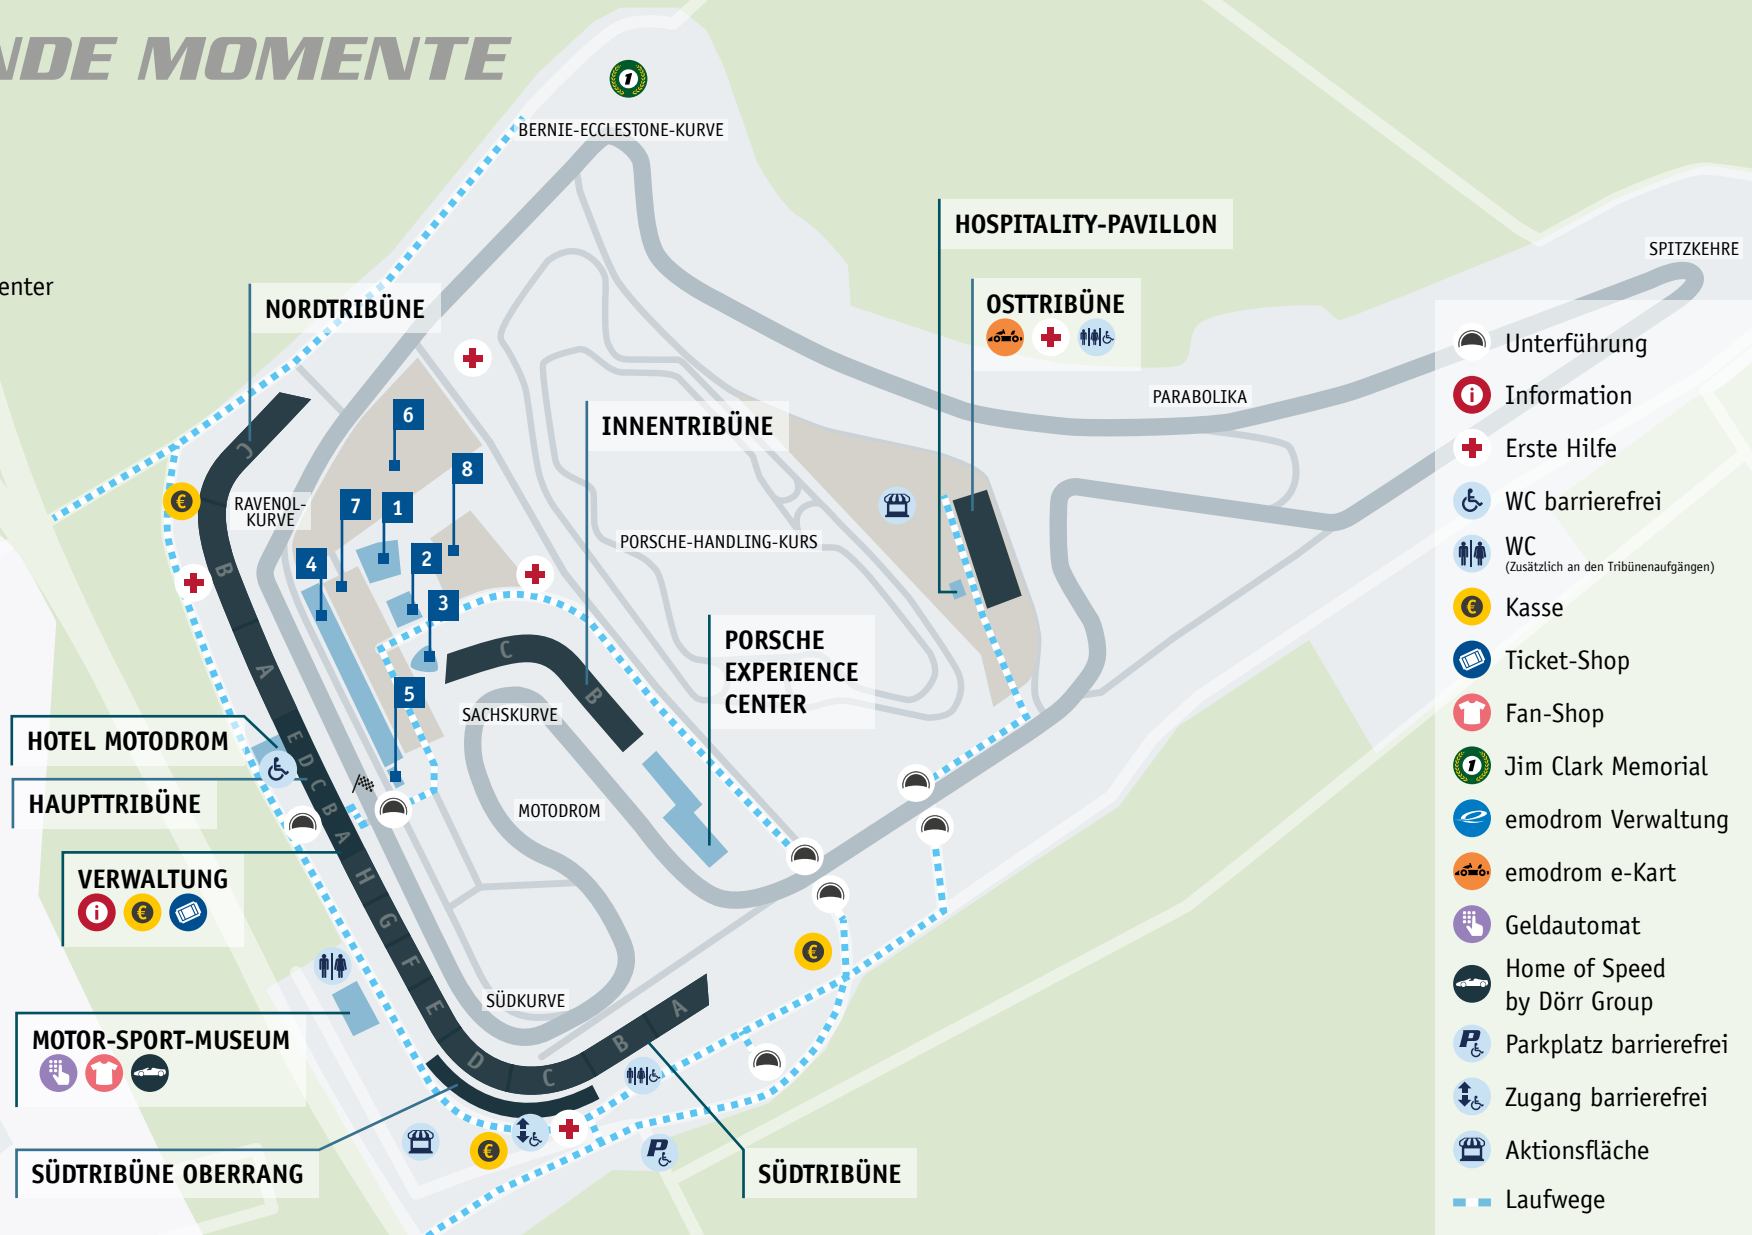 NDE MOMENTE
enter
BERNIE-ECCLESTONE-KURVE
HOSPITALITY-PAVILLON
SPITZKEHRE
NORDTRIBÜNE
OSTTRIBÜNE
PARABOLIKA
INNENTRIBÜNE
6
8
7
1
2
4
3
5
C
B
A
RAVENOL-
KURVE
PORSCHE-HANDLING-KURS
C
B
PORSCHE
EXPERIENCE
CENTER
SACHSKURVE
HOTEL MOTODROM
HAUPTTRIBÜNE
E
D
C
B
A
MOTODROM
VERWALTUNG
H
G
F
E
D
C
B
A
SÜDKURVE
MOTOR-SPORT-MUSEUM
SÜDTRIBÜNE OBERRANG
SÜDTRIBÜNE
Unterführung
Information
Erste Hilfe
WC barrierefrei
WC
(Zusätzlich an den Tribünenaufgängen)
Kasse
Ticket-Shop
Fan-Shop
Jim Clark Memorial
emodrom Verwaltung
emodrom e-Kart
Geldautomat
Home of Speed
by Dörr Group
Parkplatz barrierefrei
Zugang barrierefrei
Aktionsfläche
Laufwege